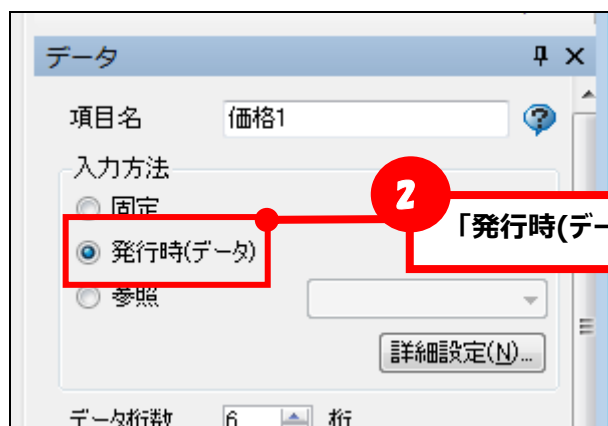 データ
項目名 価格1
入力方法
固定
2
「発行時(デー
発行時(データ)
参照
詳細設定(N)...
データ桁数 6 桁